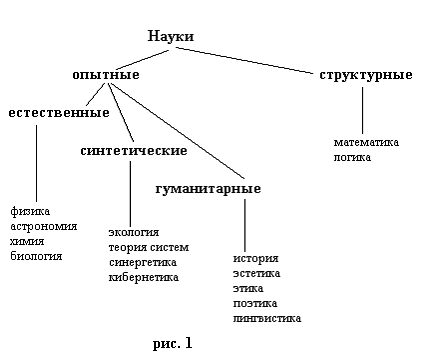 Науки
опытные
структурные
естественные
синтетические
гуманитарные
математика
логика
физика
астрономия
химия
биология
экология
теория систем
синергетика
кибернетика
история
эстетика
этика
поэтика
лингвистика
рис. 1